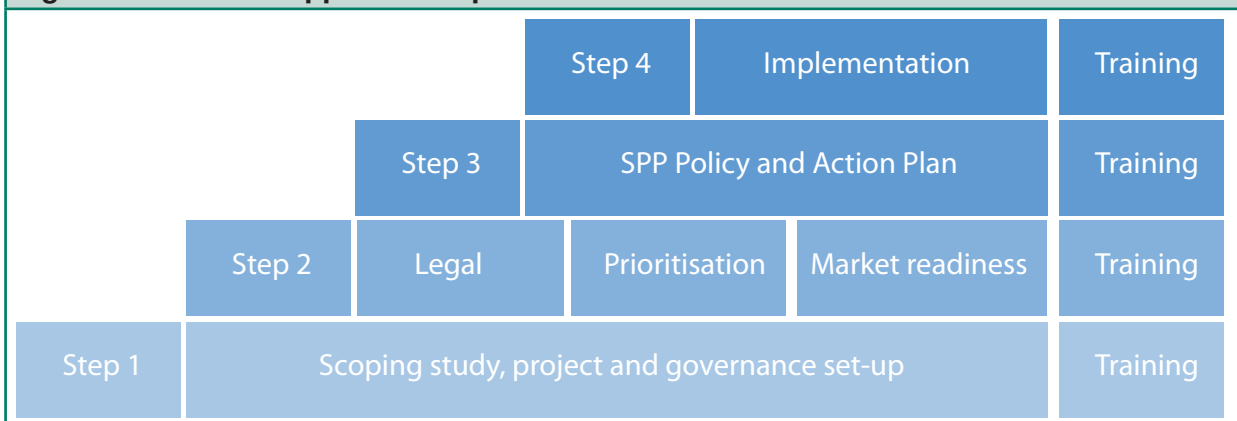 Step 4 Implementation Training
Step 3 SPP Policy and Action Plan Training
Step 2 Legal Prioritisation Market readiness Training
Step 1 Scoping study, project and governance set-up Training